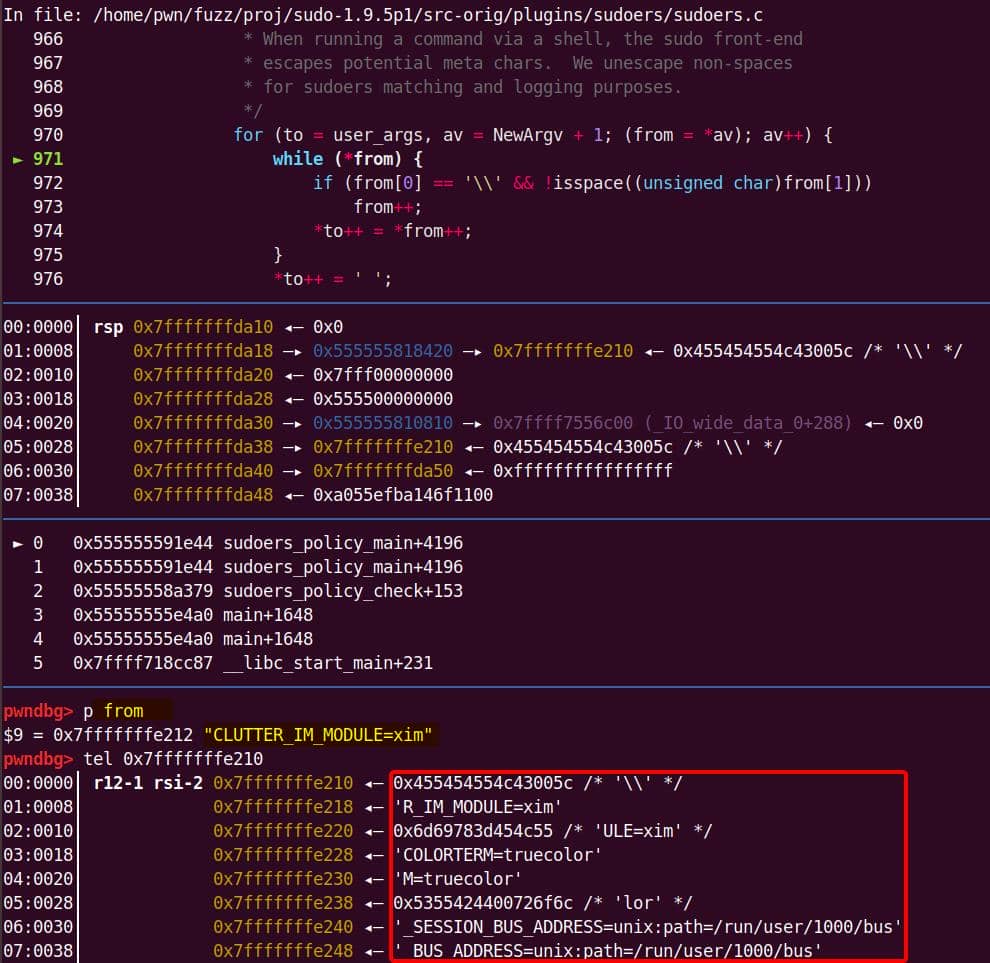 In file: /home/pwn/fuzz/proj/sudo-1.9.5p1/src-orig/plugins/sudoers/sudoers.c
966 * When running a command via a shell, the sudo front-end
967 * escapes potential meta chars. We unescape non-spaces
968 * for sudoers matching and logging purposes.
969 */
970 for (to = user_args, av = NewArgv + 1; (from = *av); av++) {
► 971 while (*from) {
972 if (from[0] == '\\' && !isspace((unsigned char)from[1]))
973 from++;
974 *to++ = *from++;
975 }
976 *to++ = ' ';
00:0000│ rsp 0x7fffffffda10 ◂— 0x0
01:0008│ 0x7fffffffda18 —▸ 0x555555818420 —▸ 0x7fffffffe210 ◂— 0x455454554c43005c /* '\\' */
02:0010│ 0x7fffffffda20 ◂— 0x7fff00000000
03:0018│ 0x7fffffffda28 ◂— 0x555500000000
04:0020│ 0x7fffffffda30 —▸ 0x555555810810 —▸ 0x7ffff7556c00 (_IO_wide_data_0+288) ◂— 0x0
05:0028│ 0x7fffffffda38 —▸ 0x7fffffffe210 ◂— 0x455454554c43005c /* '\\' */
06:0030│ 0x7fffffffda40 —▸ 0x7fffffffda50 ◂— 0xffffffffffffffff
07:0038│ 0x7fffffffda48 ◂— 0xa055efba146f1100
► 0 0x555555591e44 sudoers_policy_main+4196
1 0x555555591e44 sudoers_policy_main+4196
2 0x55555558a379 sudoers_policy_check+153
3 0x55555555e4a0 main+1648
4 0x55555555e4a0 main+1648
5 0x7ffff718cc87 __libc_start_main+231
pwndbg> p from
$9 = 0x7fffffffe212 "CLUTTER_IM_MODULE=xim"
pwndbg> tel 0x7fffffffe210
00:0000│ r12-1 rsi-2 0x7fffffffe210 ◂— 0x455454554c43005c /* '\\' */
01:0008│ 0x7fffffffe218 ◂— 'R_IM_MODULE=xim'
02:0010│ 0x7fffffffe220 ◂— 0x6d69783d454c55 /* 'ULE=xim' */
03:0018│ 0x7fffffffe228 ◂— 'COLORTERM=truecolor'
04:0020│ 0x7fffffffe230 ◂— 'M=truecolor'
05:0028│ 0x7fffffffe238 ◂— 0x5355424400726f6c /* 'lor' */
06:0030│ 0x7fffffffe240 ◂— '_SESSION_BUS_ADDRESS=unix:path=/run/user/1000/bus'
07:0038│ 0x7fffffffe248 ◂— '_BUS_ADDRESS=unix:path=/run/user/1000/bus'